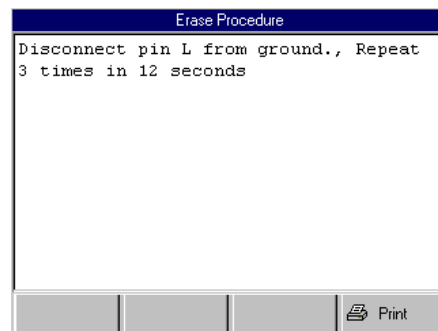 Erase Procedure
Disconnect pin L from ground., Repeat
3 times in 12 seconds
Print